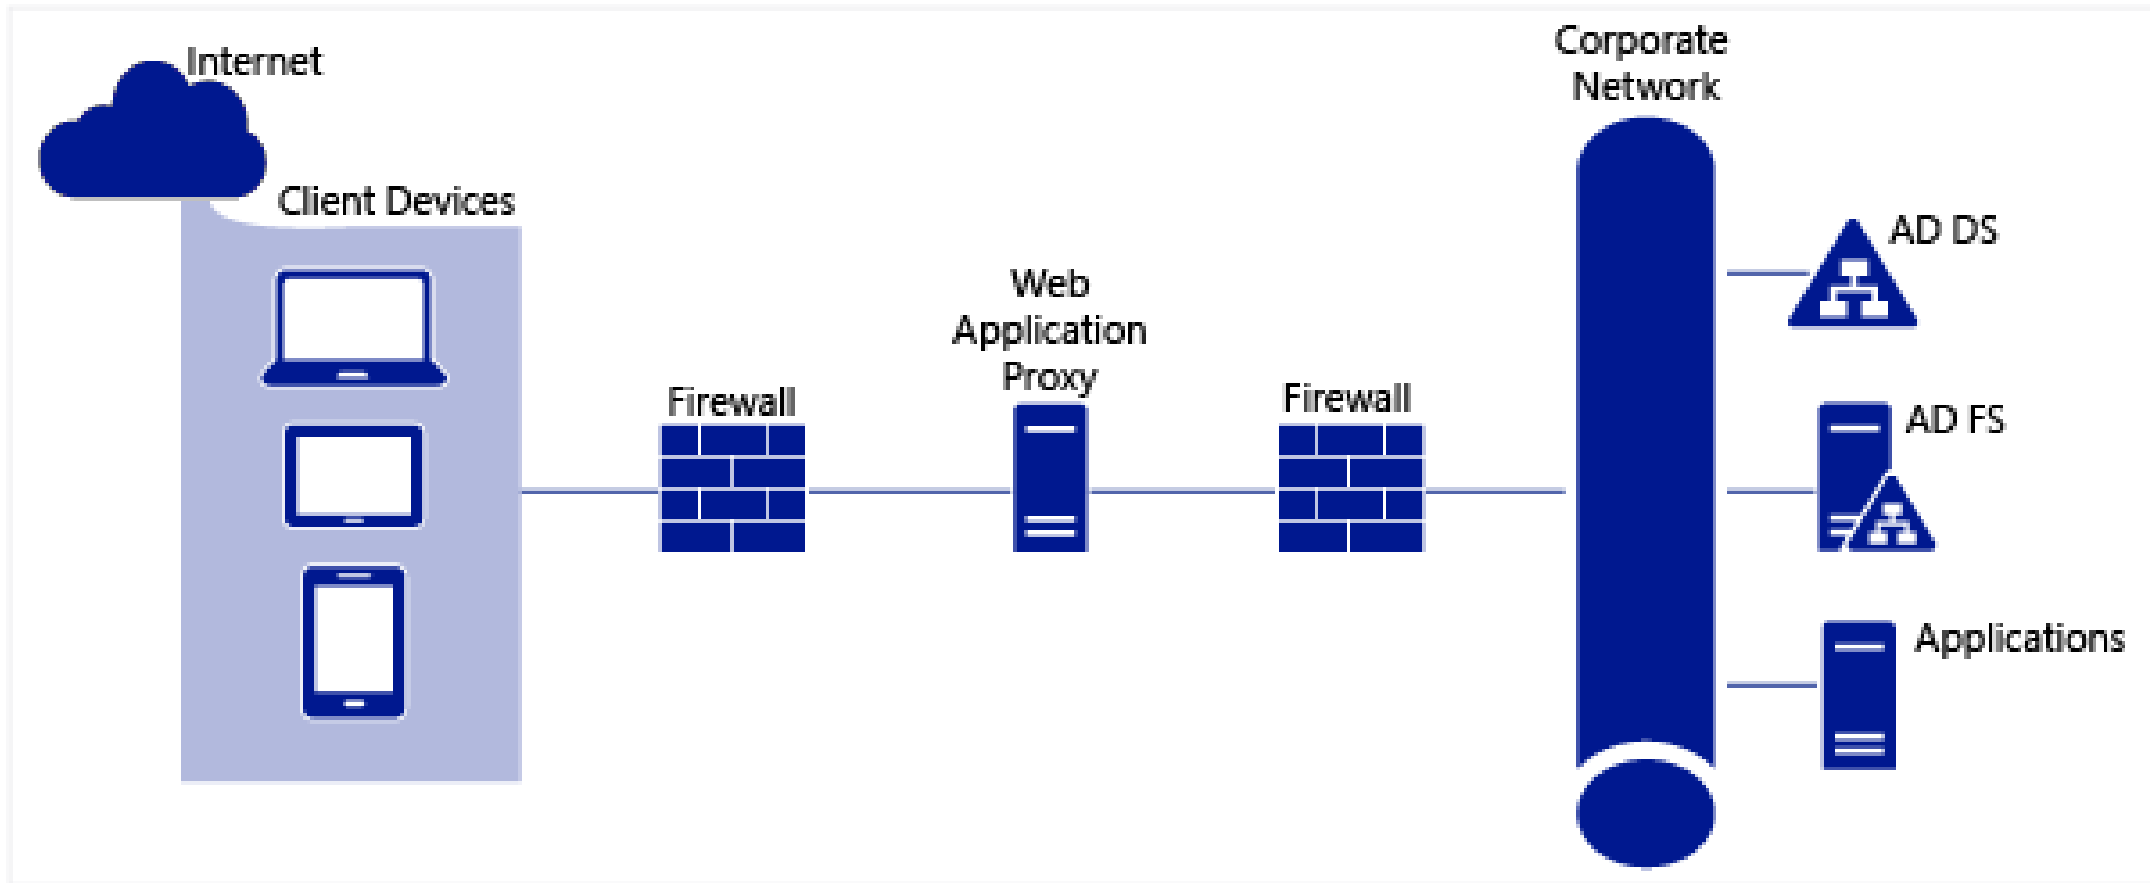 Internet
Corporate
Network
Client Devices
AD DS
Web
Application
Proxy
Firewall
Firewall
AD FS
Applications